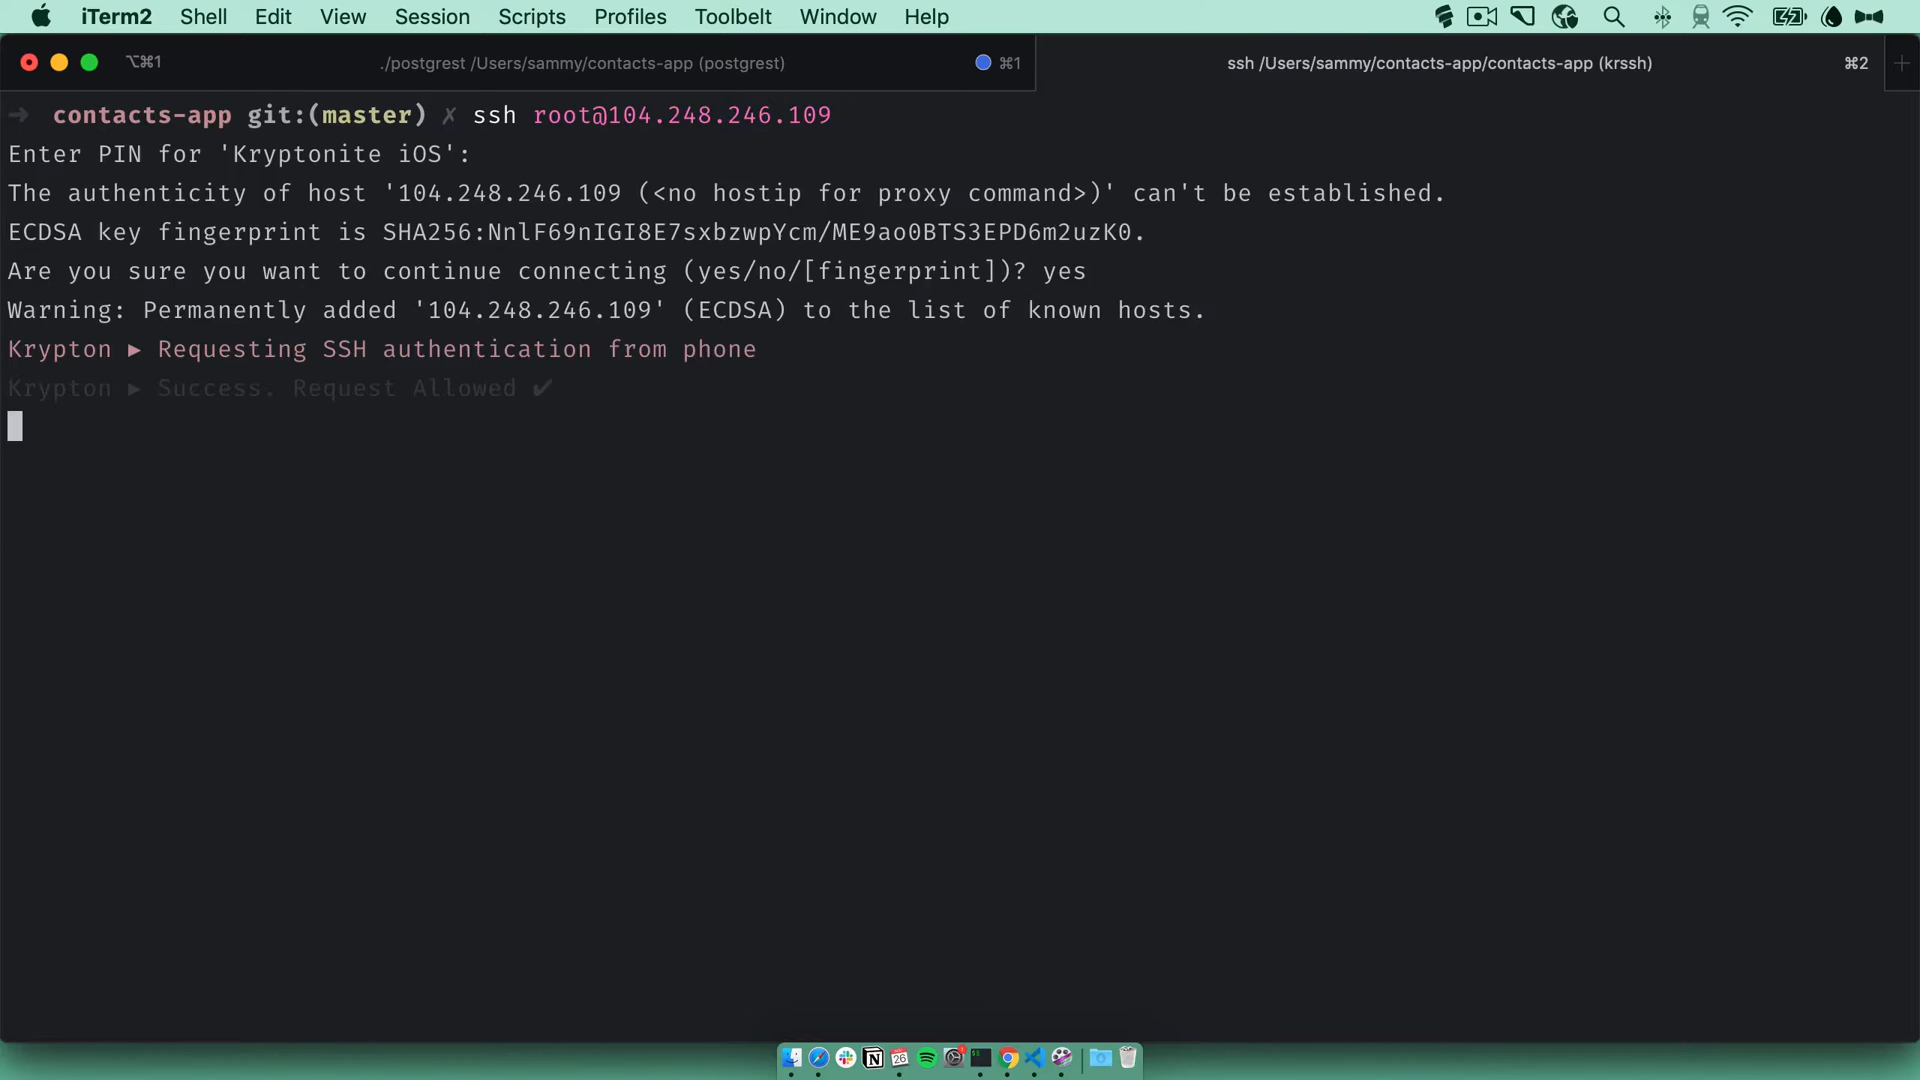 iTerm2 Shell Edit View Session Scripts Profiles Toolbelt Window Help
⌥⌘1 ./postgrest /Users/sammy/contacts-app (postgrest) ⌘1 ssh /Users/sammy/contacts-app/contacts-app (krssh) ⌘2 +
➜ contacts-app git:(master) ✗ ssh root@104.248.246.109
Enter PIN for 'Kryptonite iOS':
The authenticity of host '104.248.246.109 (<no hostip for proxy command>)' can't be established.
ECDSA key fingerprint is SHA256:NnlF69nIGI8E7sxbzwpYcm/ME9ao0BTS3EPD6m2uzK0.
Are you sure you want to continue connecting (yes/no/[fingerprint])? yes
Warning: Permanently added '104.248.246.109' (ECDSA) to the list of known hosts.
Krypton ▶ Requesting SSH authentication from phone
Krypton ▶ Success. Request Allowed ✔
26